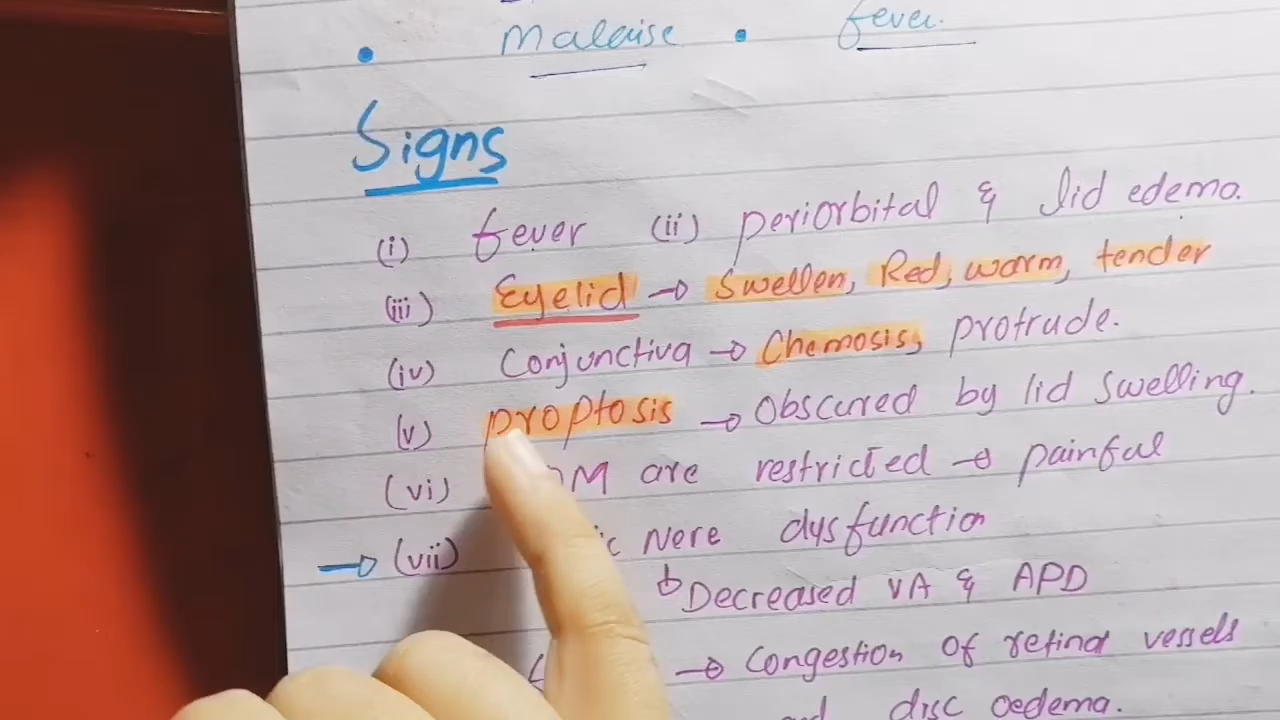 • Malaise • fever.
Signs
(i) fever (ii) periorbital & lid edema.
(iii) Eyelid → Swellen, Red, warm, tender
(iv) Conjunctiva → Chemosis, protrude.
(v) proptosis → Obscured by lid swelling.
(vi) OM are restricted → painful
→ (vii) ic Nere dysfunction
↳ Decreased VA & APD
→ Congestion of retinal vessels
disc oedema.